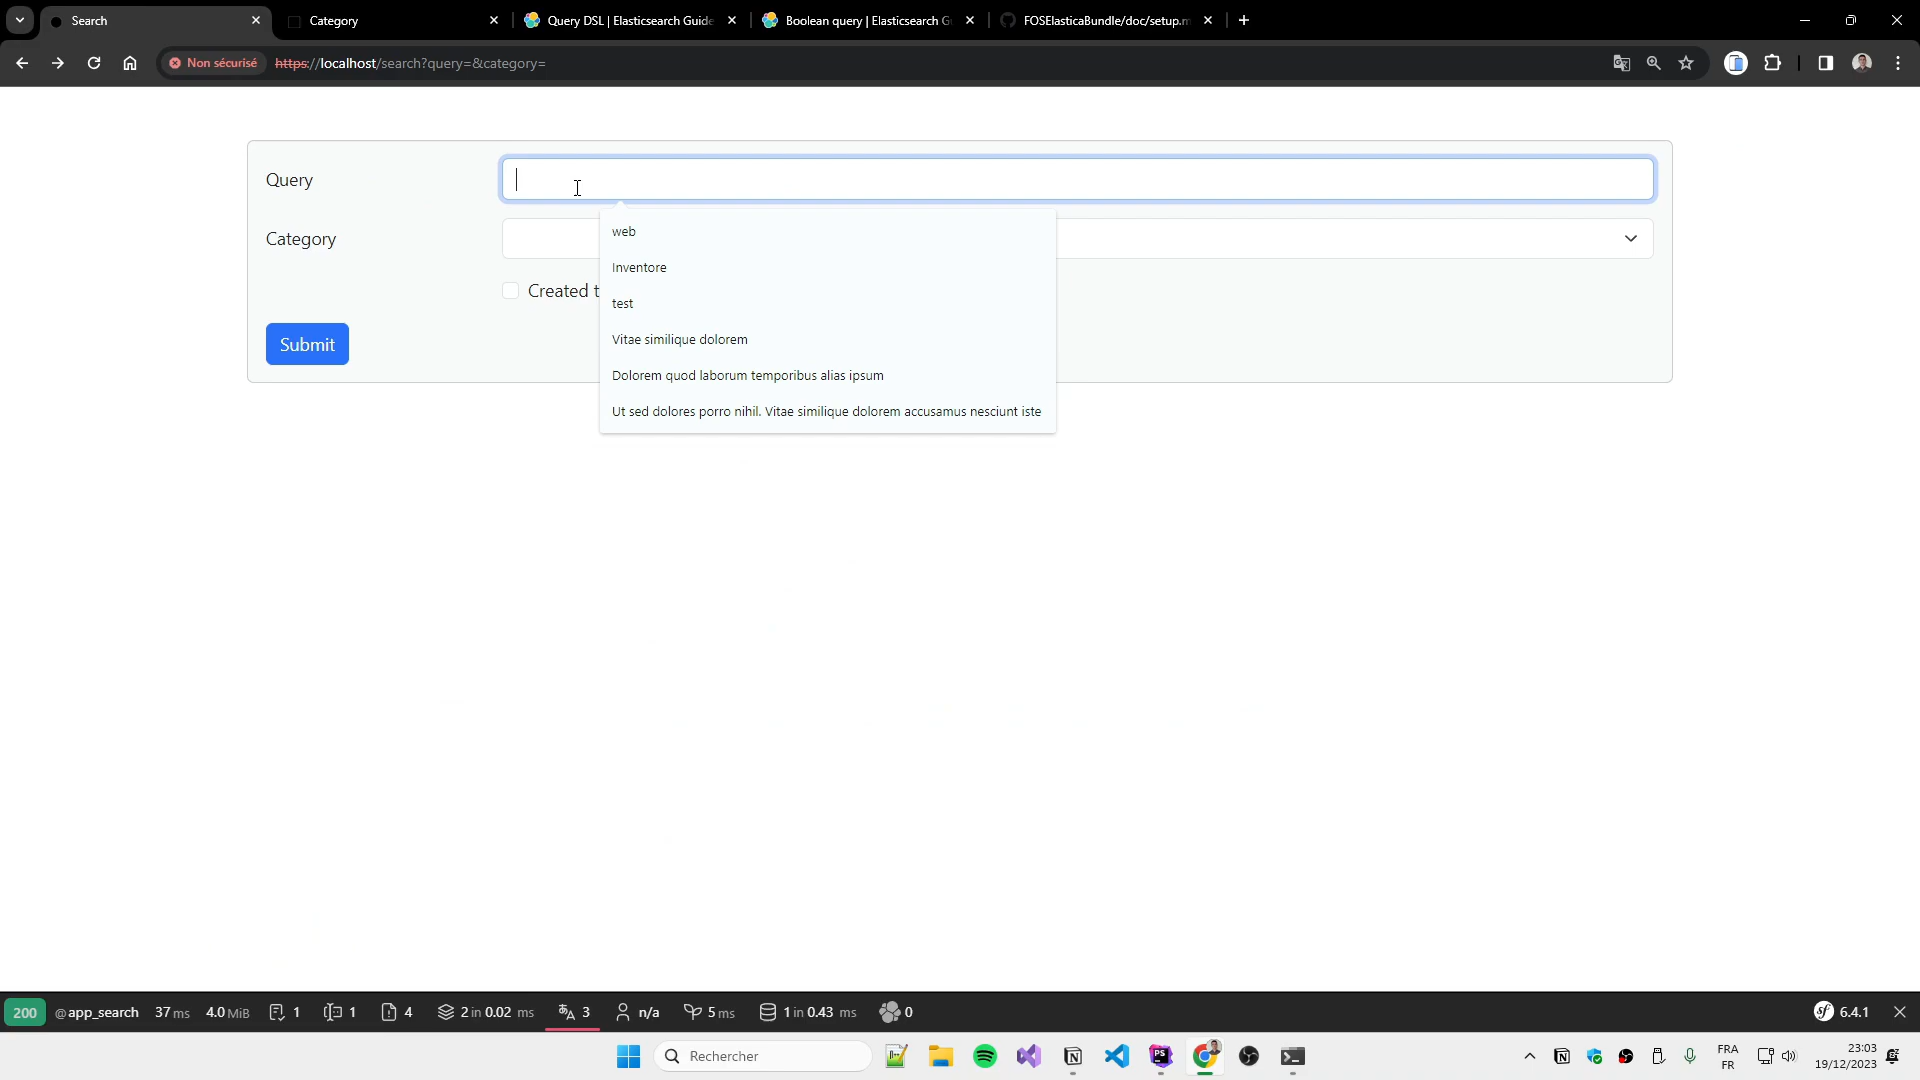 Search
Category
Query DSL | Elasticsearch Guide
Boolean query | Elasticsearch G
FOSElasticaBundle/doc/setup.m
Non sécurisé
https://localhost/search?query=&category=
Query
Category
web
Inventore
test
Vitae similique dolorem
Dolorem quod laborum temporibus alias ipsum
Ut sed dolores porro nihil. Vitae similique dolorem accusamus nesciunt iste
Created t
Submit
200 @app_search 37 ms 4.0 MiB 1 1 4 2 in 0.02 ms 3 n/a 5 ms 1 in 0.43 ms 0 6.4.1
Rechercher
FRA
FR
23:03
19/12/2023